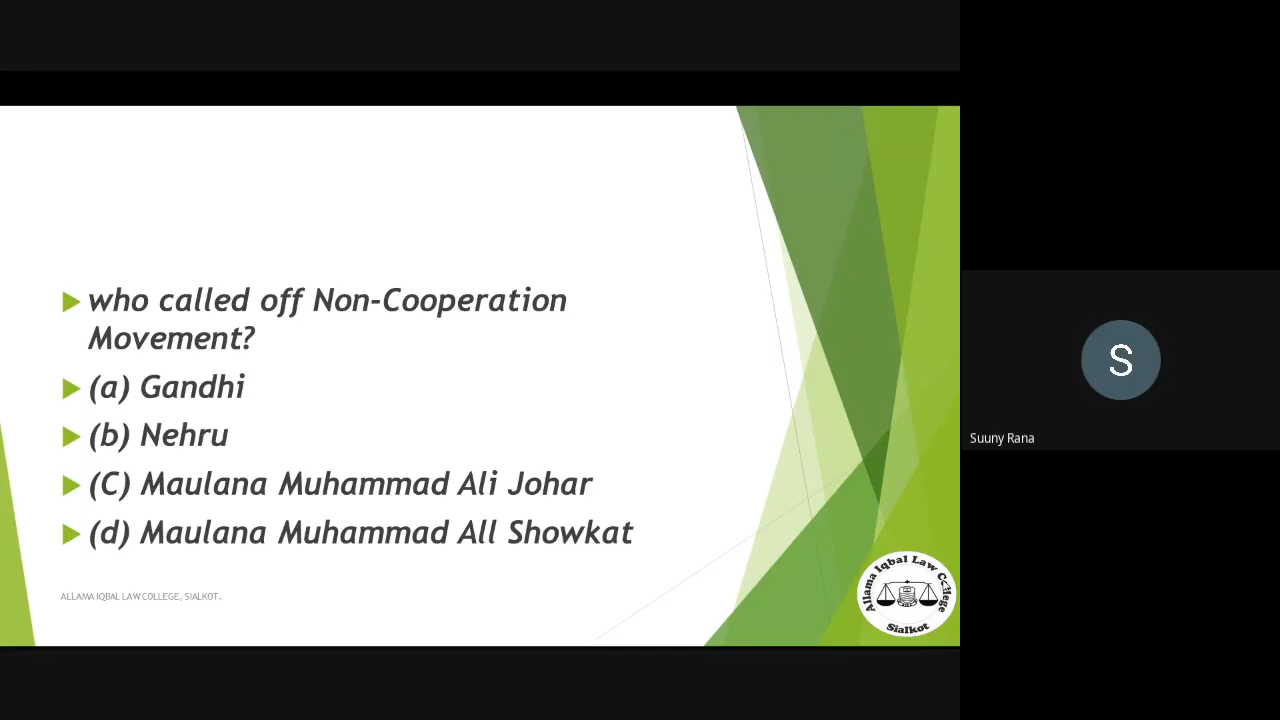 who called off Non-Cooperation
Movement?
(a) Gandhi
(b) Nehru
(C) Maulana Muhammad Ali Johar
(d) Maulana Muhammad All Showkat
ALLAMA IQBAL LAW COLLEGE, SIALKOT.
Allama Iqbal Law College
Sialkot
S
Suuny Rana